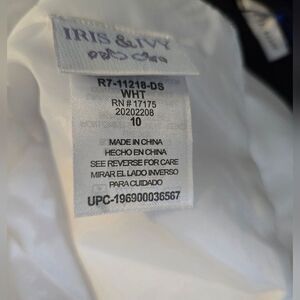 IRIS & IVY
R7-11218-DS
WHT
RN # 17175
20202208
10
MADE IN CHINA
HECHO EN CHINA
SEE REVERSE FOR CARE
MIRAR EL LADO INVERSO
PARA CUIDADO
UPC-196900036567